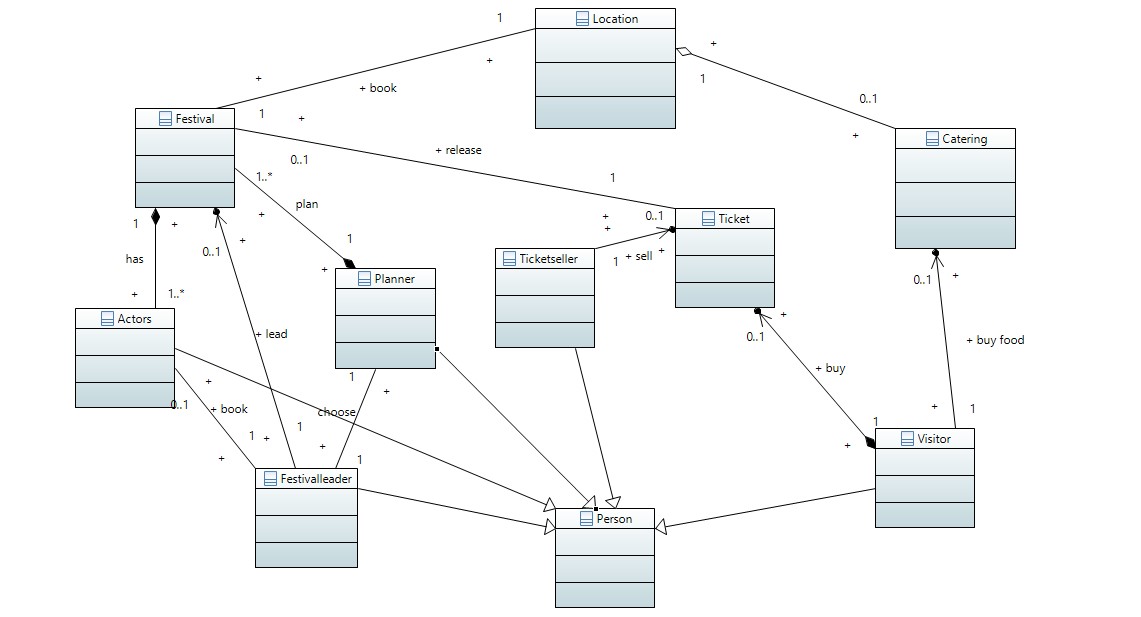 1
Location
+
+
+
1
+ book
0..1
Festival
1
+
+
Catering
+ release
0..1
1..*
1
plan
+
1
+
0..1
Ticket
+
+
1
+
+ sell
+
1
0..1
+
has
Ticketseller
+
Planner
0..1
+
+
1..*
Actors
+
+ lead
0..1
+ buy food
+ buy
1
+
+
0..1
+ book
choose
+
1
1
1
+
+
+
1
+
Visitor
+
1
Festivalleader
Person